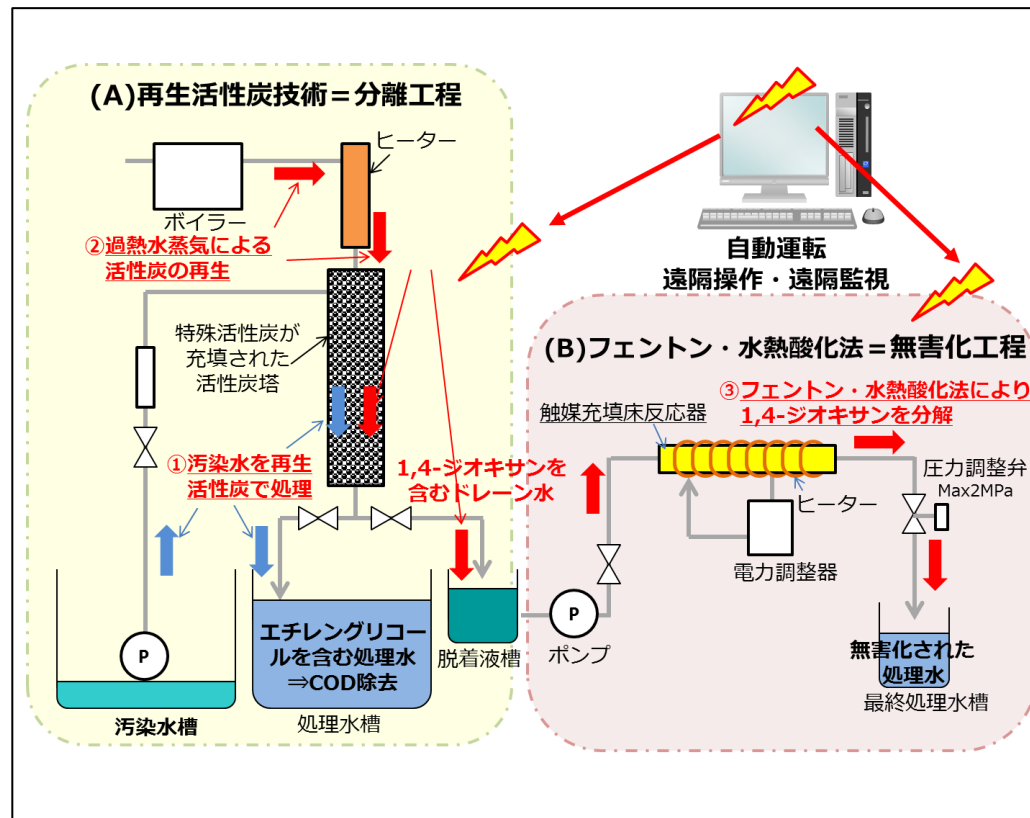 (A)再生活性炭技術＝分離工程
ヒーター
ボイラー
②過熱水蒸気による
活性炭の再生
特殊活性炭が
充填された
活性炭塔
①汚染水を再生
活性炭で処理
1,4-ジオキサンを
含むドレーン水
P
汚染水槽
エチレングリコー
ルを含む処理水
⇒COD除去
処理水槽
脱着液槽
自動運転
遠隔操作・遠隔監視
(B)フェントン・水熱酸化法＝無害化工程
③フェントン・水熱酸化法により
1,4-ジオキサンを分解
触媒充填床反応器
ヒーター
圧力調整弁
Max2MPa
電力調整器
P
ポンプ
無害化された
処理水
最終処理水槽